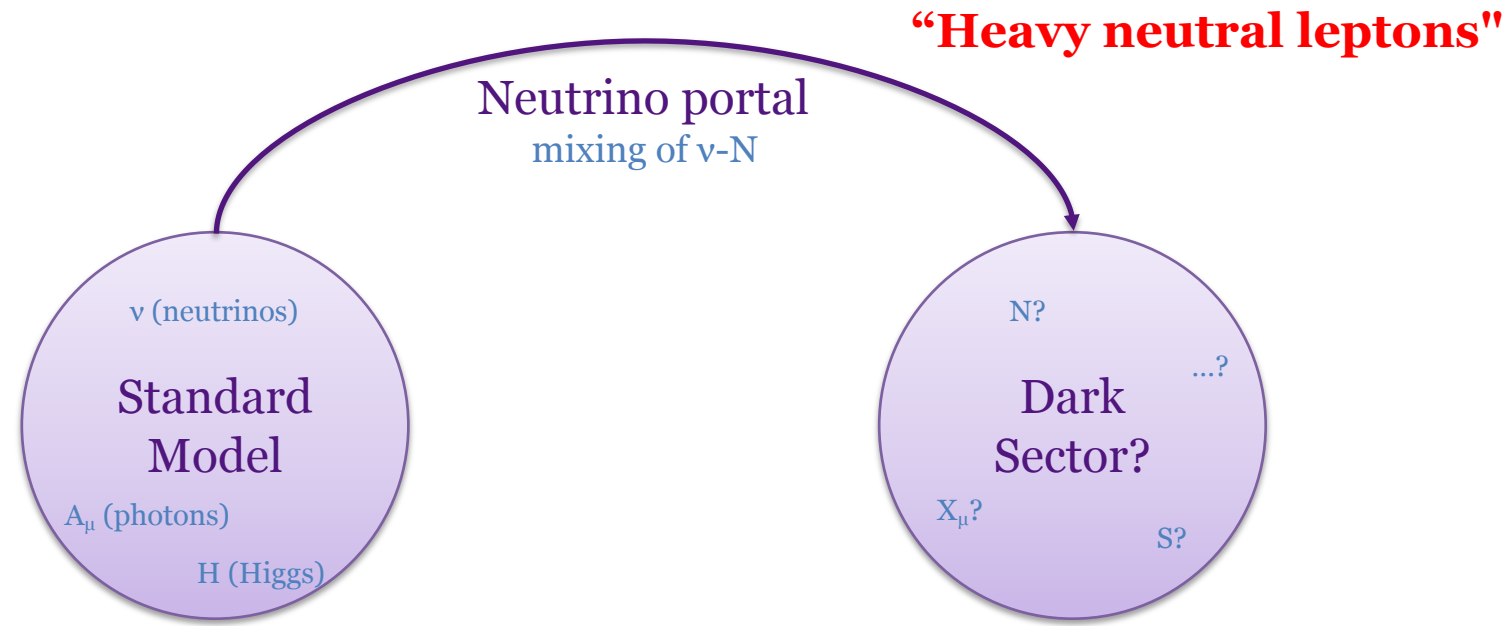 “Heavy neutral leptons"
Neutrino portal
mixing of ν-N
ν (neutrinos)
Standard
Model
Aμ (photons)
H (Higgs)
N?
...?
Dark
Sector?
Xμ?
S?